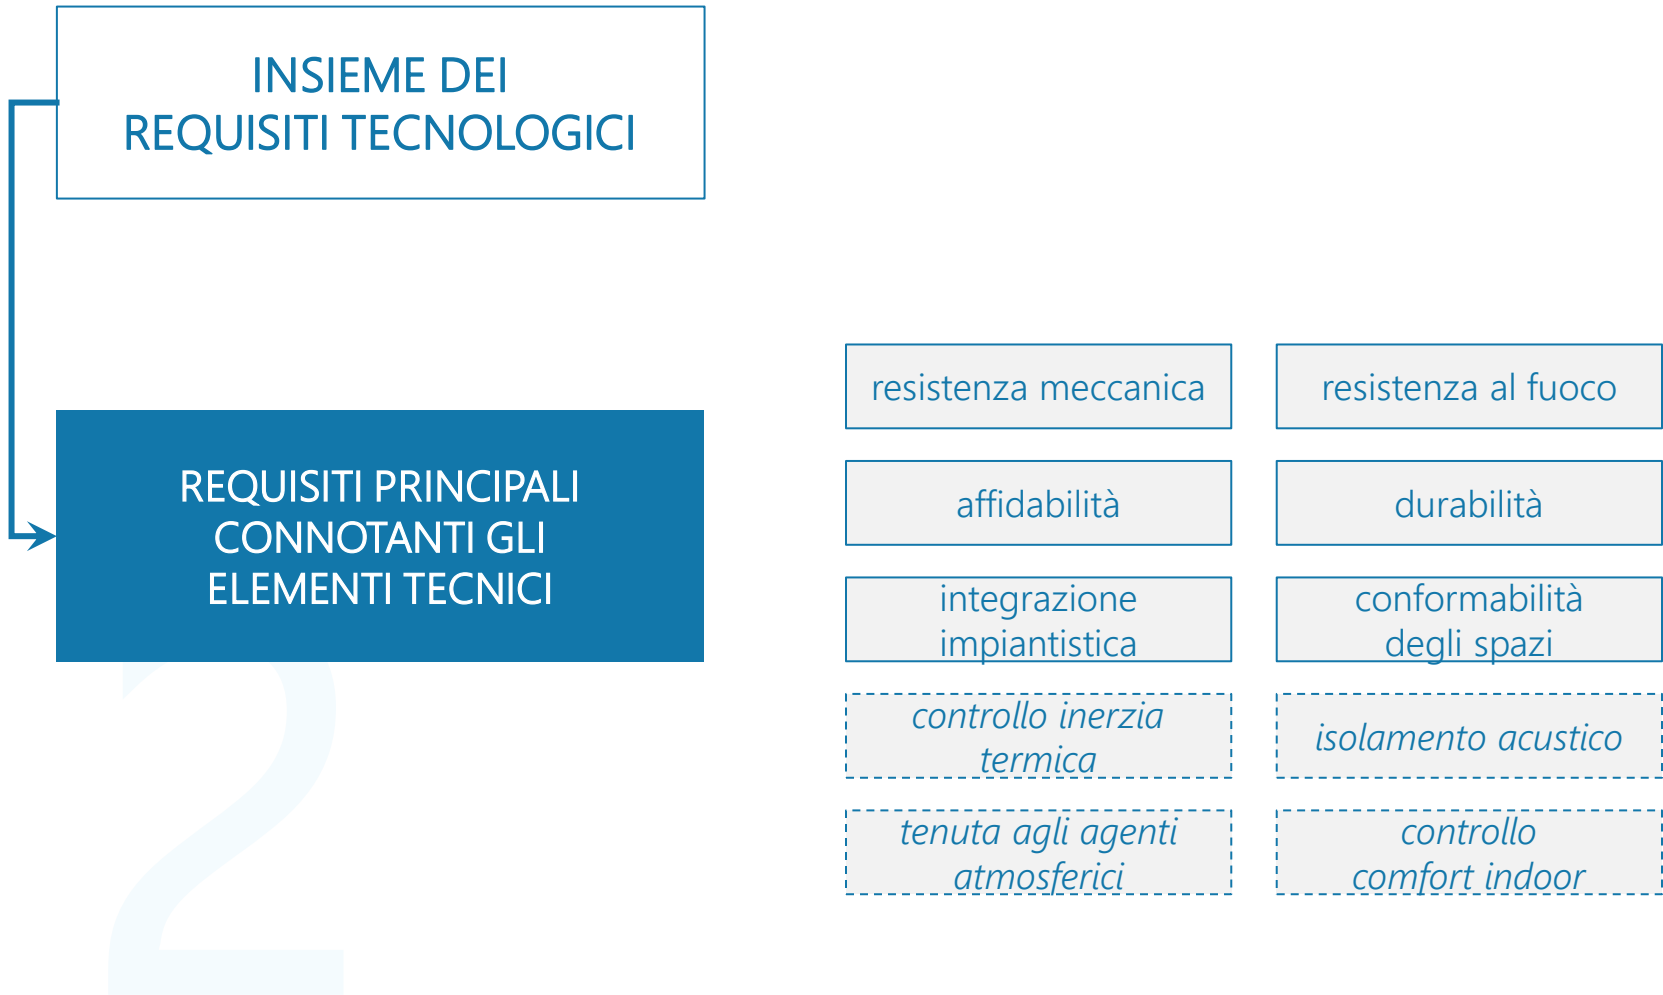 INSIEME DEI
REQUISITI TECNOLOGICI
REQUISITI PRINCIPALI
CONNOTANTI GLI
ELEMENTI TECNICI
resistenza meccanica
resistenza al fuoco
affidabilità
durabilità
integrazione
impiantistica
conformabilità
degli spazi
controllo inerzia
termica
isolamento acustico
tenuta agli agenti
atmosferici
controllo
comfort indoor
2